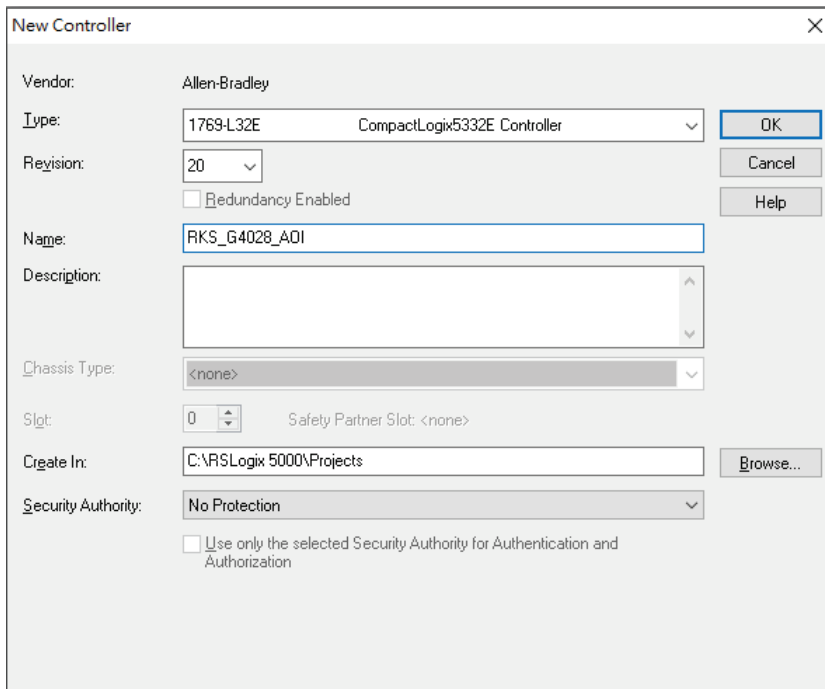 New Controller
Vendor: Allen-Bradley
Type: 1769-L32E CompactLogix5332E Controller OK
Revision: 20 Cancel
Redundancy Enabled Help
Name: RKS_G4028_AOI
Description:
Chassis Type: <none>
Slot: 0 Safety Partner Slot: <none>
Create In: C:\RSLogix 5000\Projects Browse...
Security Authority: No Protection
Use only the selected Security Authority for Authentication and
Authorization